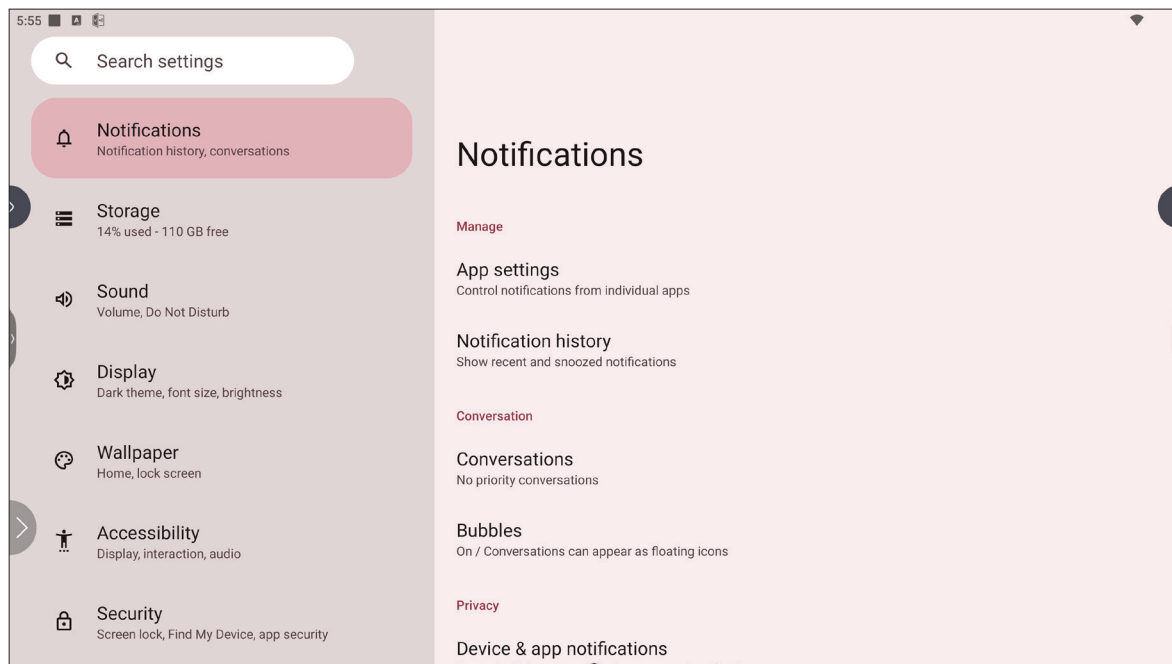 5:55
Search settings
Notifications
Notification history, conversations
Storage
14% used - 110 GB free
Sound
Volume, Do Not Disturb
Display
Dark theme, font size, brightness
Wallpaper
Home, lock screen
Accessibility
Display, interaction, audio
Security
Screen lock, Find My Device, app security
Notifications
Manage
App settings
Control notifications from individual apps
Notification history
Show recent and snoozed notifications
Conversation
Conversations
No priority conversations
Bubbles
On / Conversations can appear as floating icons
Privacy
Device & app notifications